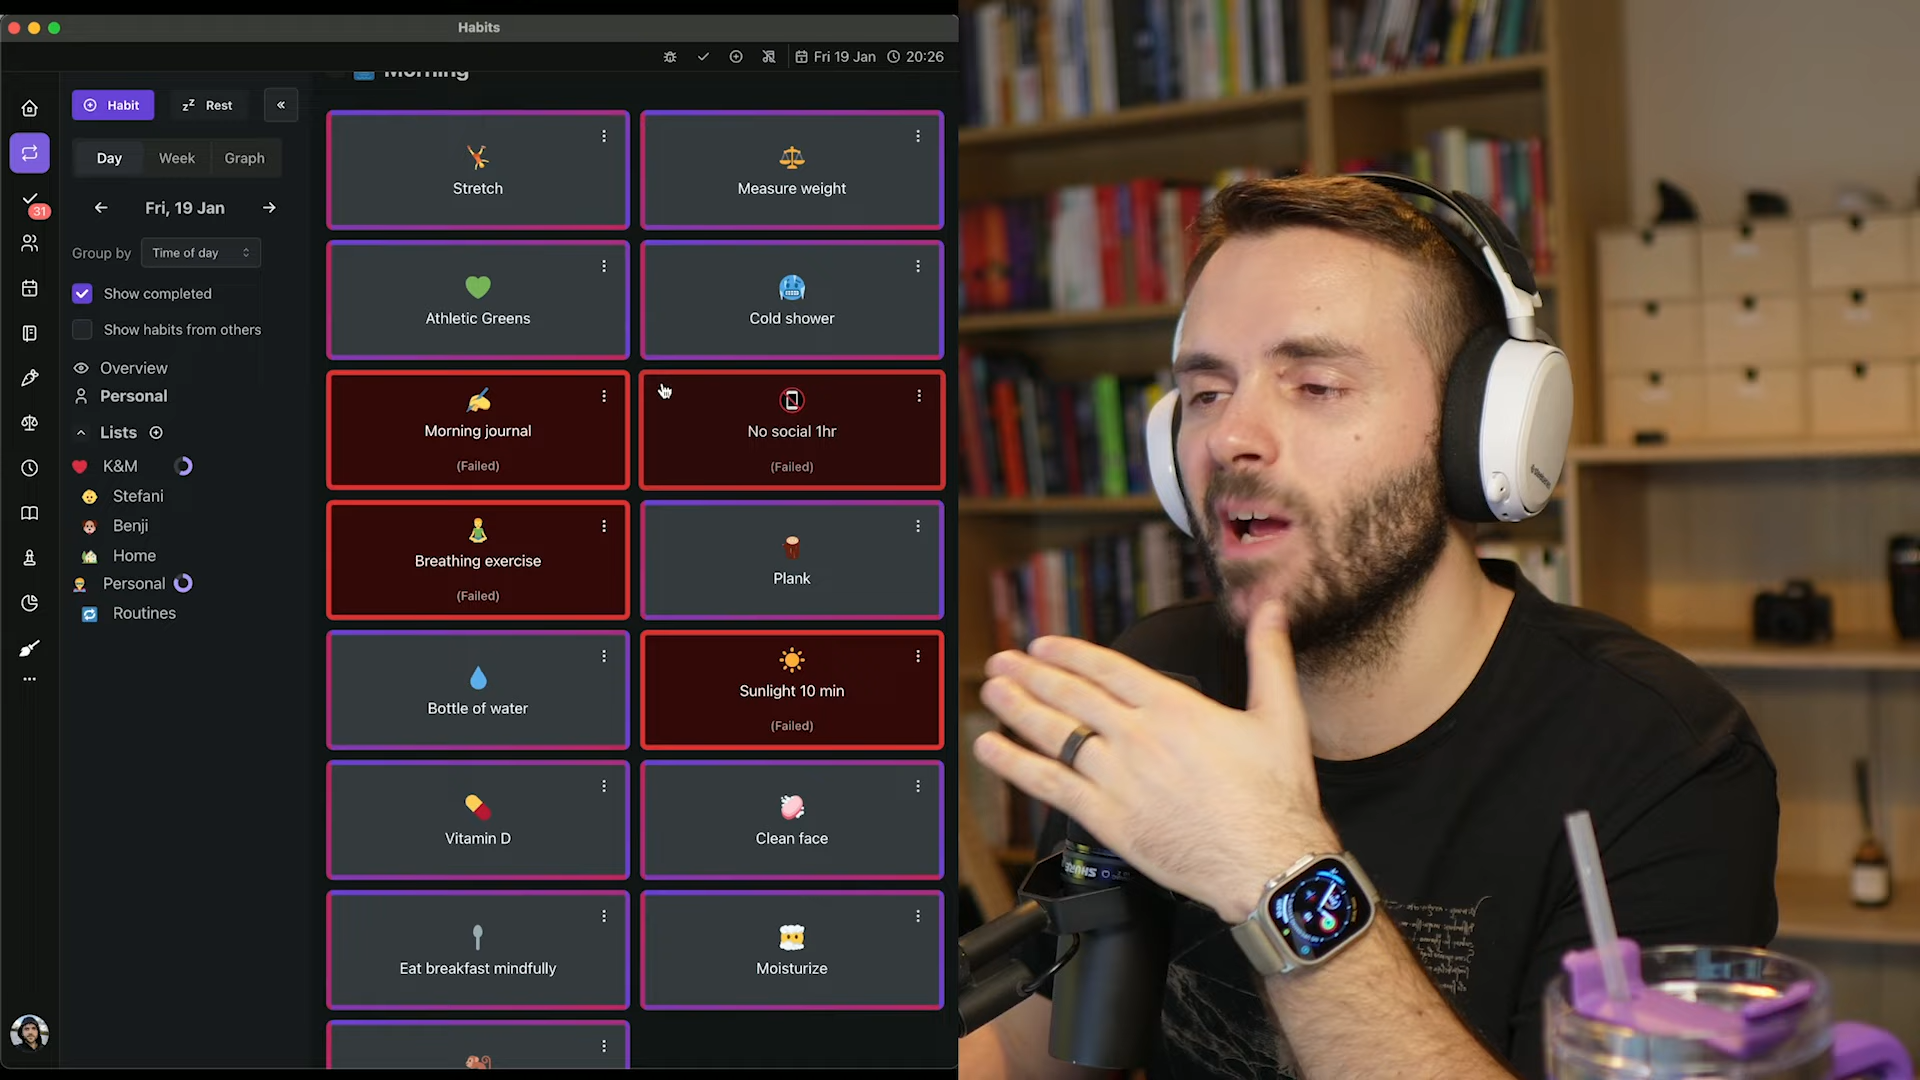 Habits
Fri 19 Jan 20:26
Habit
Rest
Day
Week
Graph
Fri, 19 Jan
Group by
Time of day
Show completed
Show habits from others
Overview
Personal
31
Lists
K&M
Stefani
Benji
Home
Personal
Routines
Morning
Stretch
Measure weight
Athletic Greens
Cold shower
Morning journal
(Failed)
No social 1hr
(Failed)
Breathing exercise
(Failed)
Plank
Bottle of water
Sunlight 10 min
(Failed)
Vitamin D
Clean face
Eat breakfast mindfully
Moisturize
SHURE